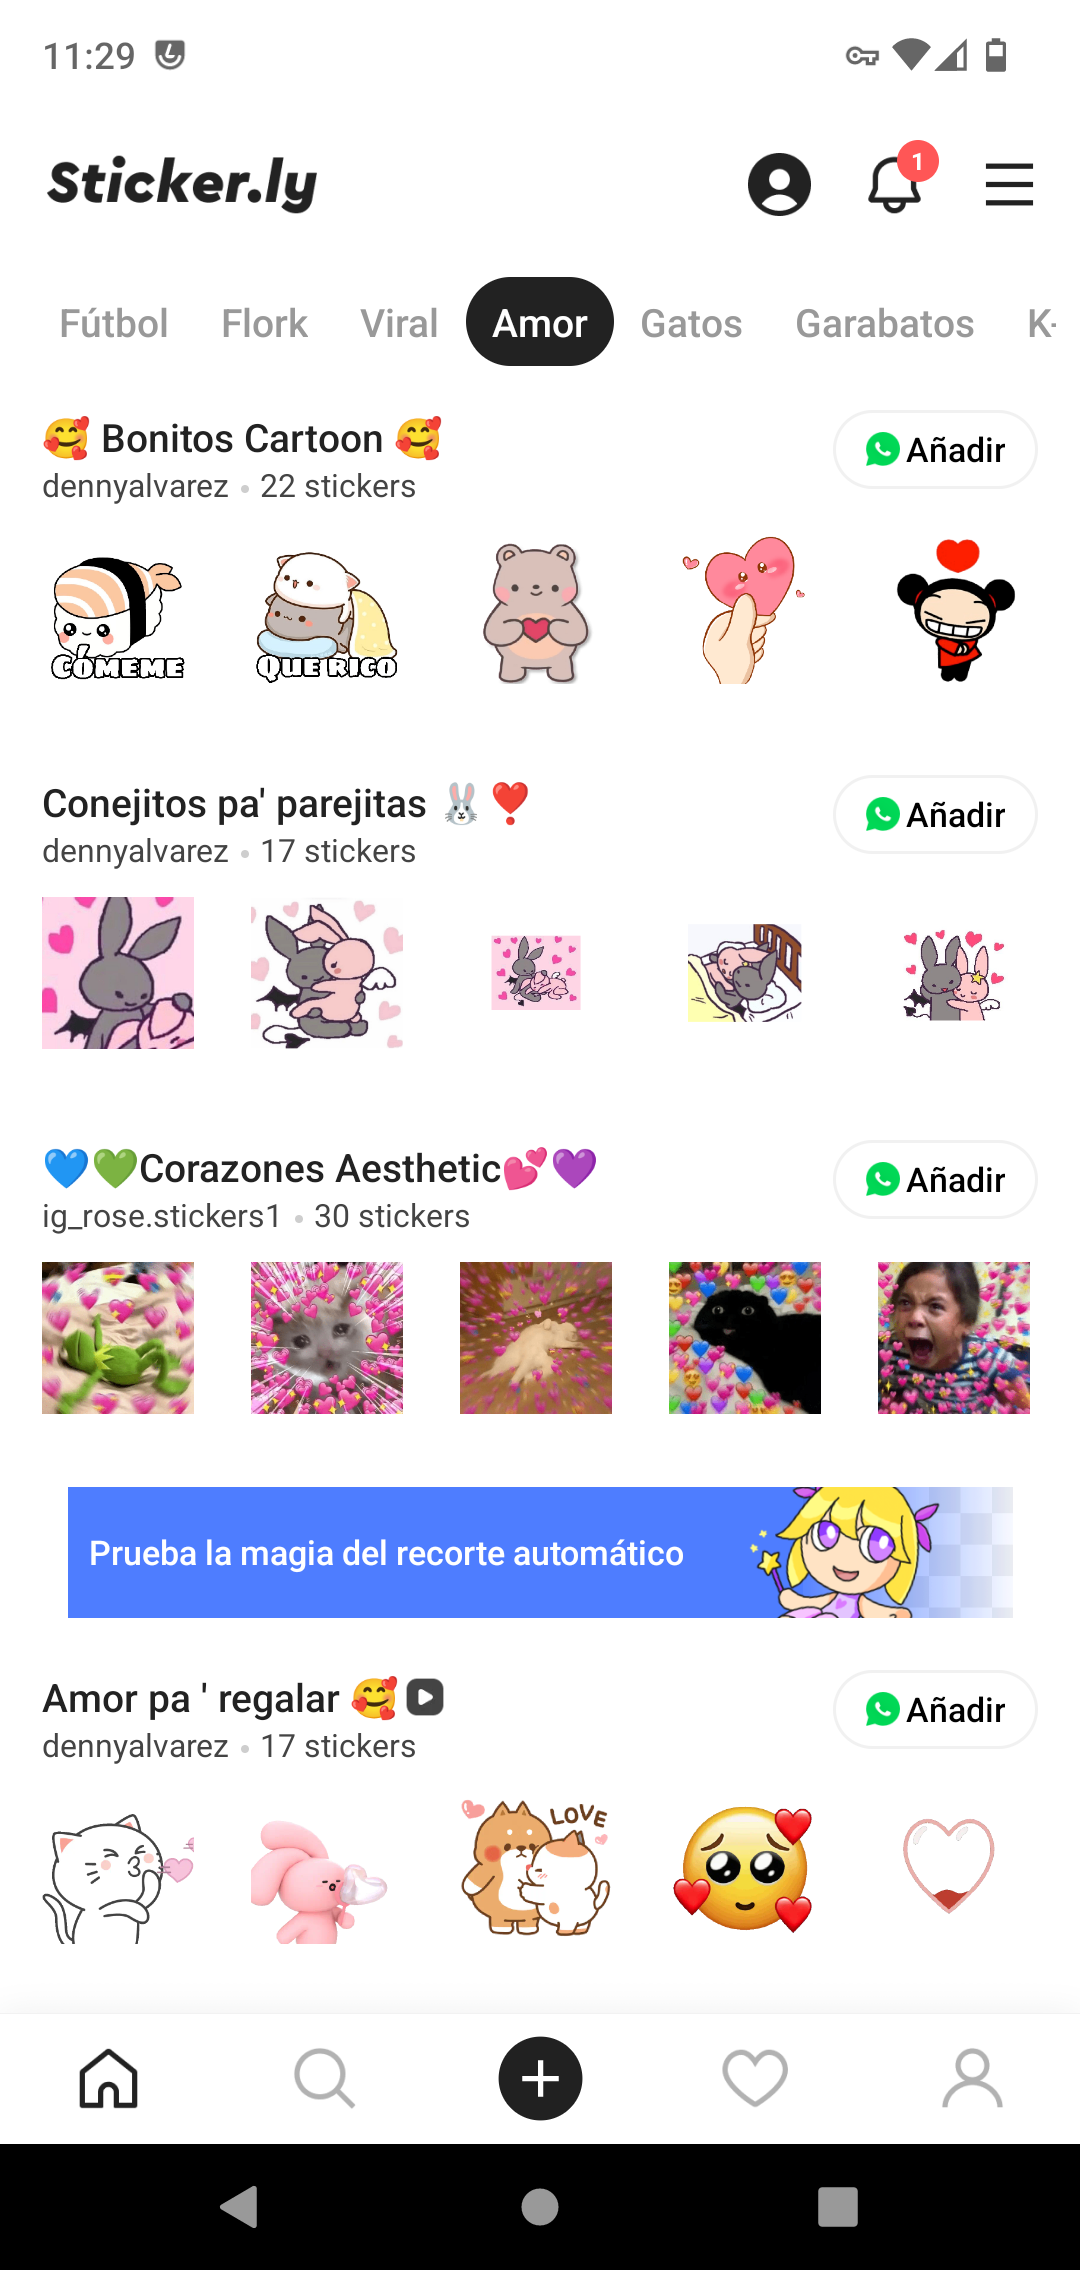 11:29
Sticker.ly
1
Fútbol Flork Viral Amor Gatos Garabatos K-
🥰 Bonitos Cartoon 🥰
Añadir
dennyalvarez • 22 stickers
CÓMEME
QUE RICO
Conejitos pa' parejitas 🐰❣️
Añadir
dennyalvarez • 17 stickers
💙💚Corazones Aesthetic💕💜
Añadir
ig_rose.stickers1 • 30 stickers
Prueba la magia del recorte automático
Amor pa ' regalar 🥰
Añadir
dennyalvarez • 17 stickers
LOVE